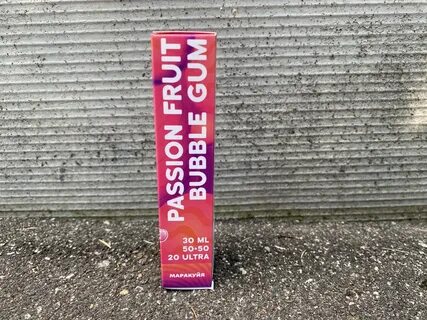 PASSION FRUIT
BUBBLE GUM
30 ML
50-50
20 ULTRA
МАРАКУЙЯ